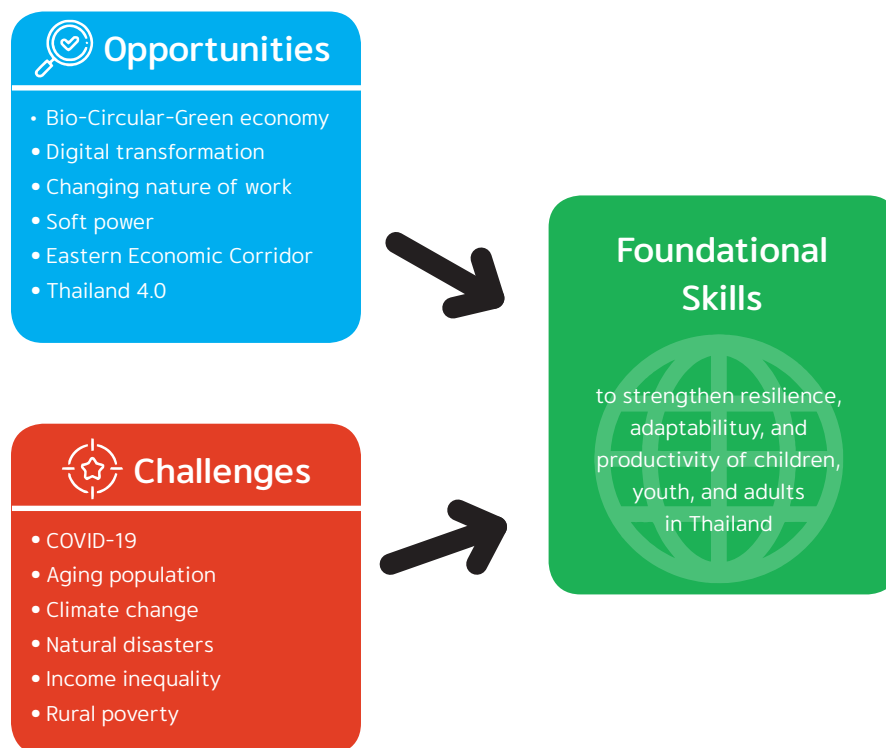 Opportunities
• Bio-Circular-Green economy
• Digital transformation
• Changing nature of work
• Soft power
• Eastern Economic Corridor
• Thailand 4.0
Challenges
• COVID-19
• Aging population
• Climate change
• Natural disasters
• Income inequality
• Rural poverty
Foundational
Skills
to strengthen resilience,
adaptabilituy, and
productivity of children,
youth, and adults
in Thailand